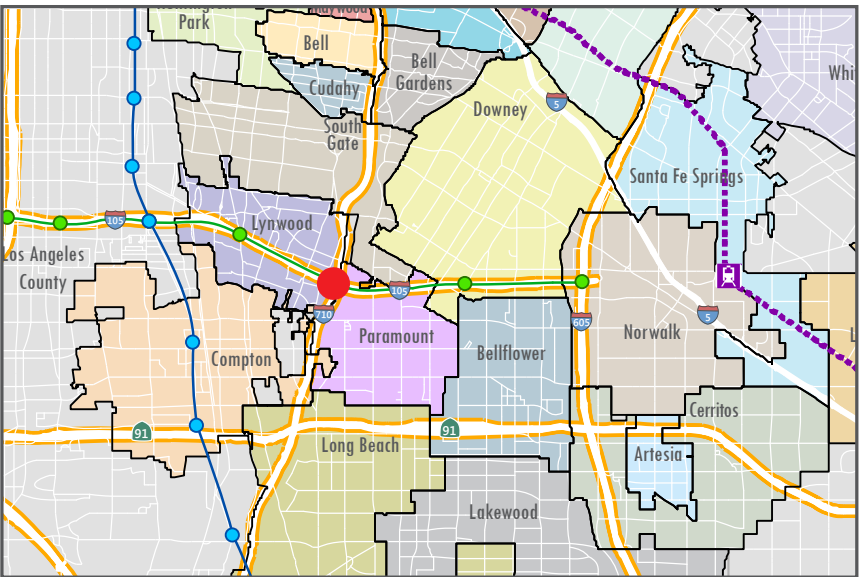 Park
Bell
Bell
Gardens
Cudahy
Downey
5
South
Gate
Santa Fe Springs
105
Lynwood
Los Angeles
County
105
710
605
5
Paramount
Norwalk
Bellflower
Compton
Cerritos
91
91
Long Beach
Artesia
Lakewood